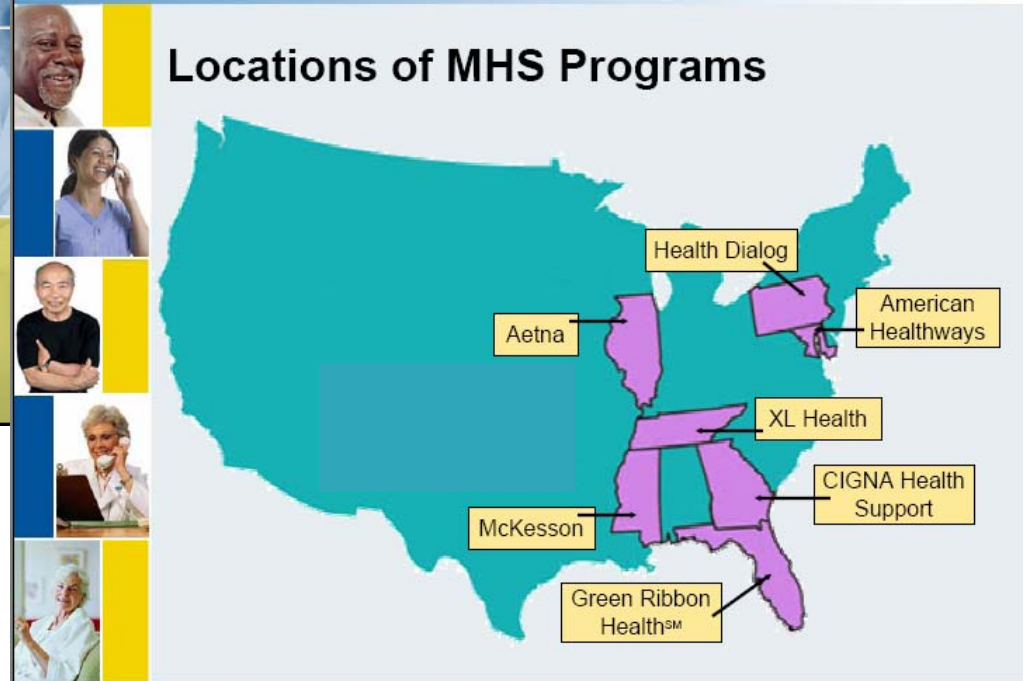 Locations of MHS Programs
Health Dialog
American
Healthways
Aetna
XL Health
CIGNA Health
Support
McKesson
Green Ribbon
Health℠